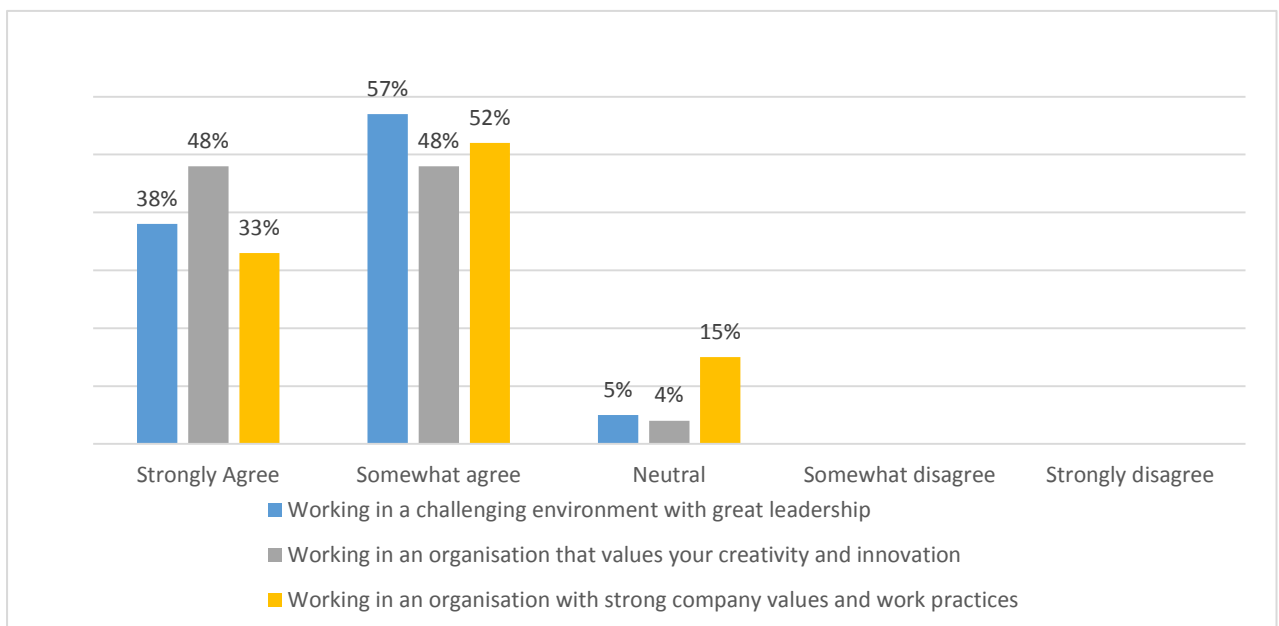 57%
52%
48%
48%
38%
33%
15%
5%
4%
Strongly Agree
Somewhat agree
Neutral
Somewhat disagree
Strongly disagree
Working in a challenging environment with great leadership
Working in an organisation that values your creativity and innovation
Working in an organisation with strong company values and work practices